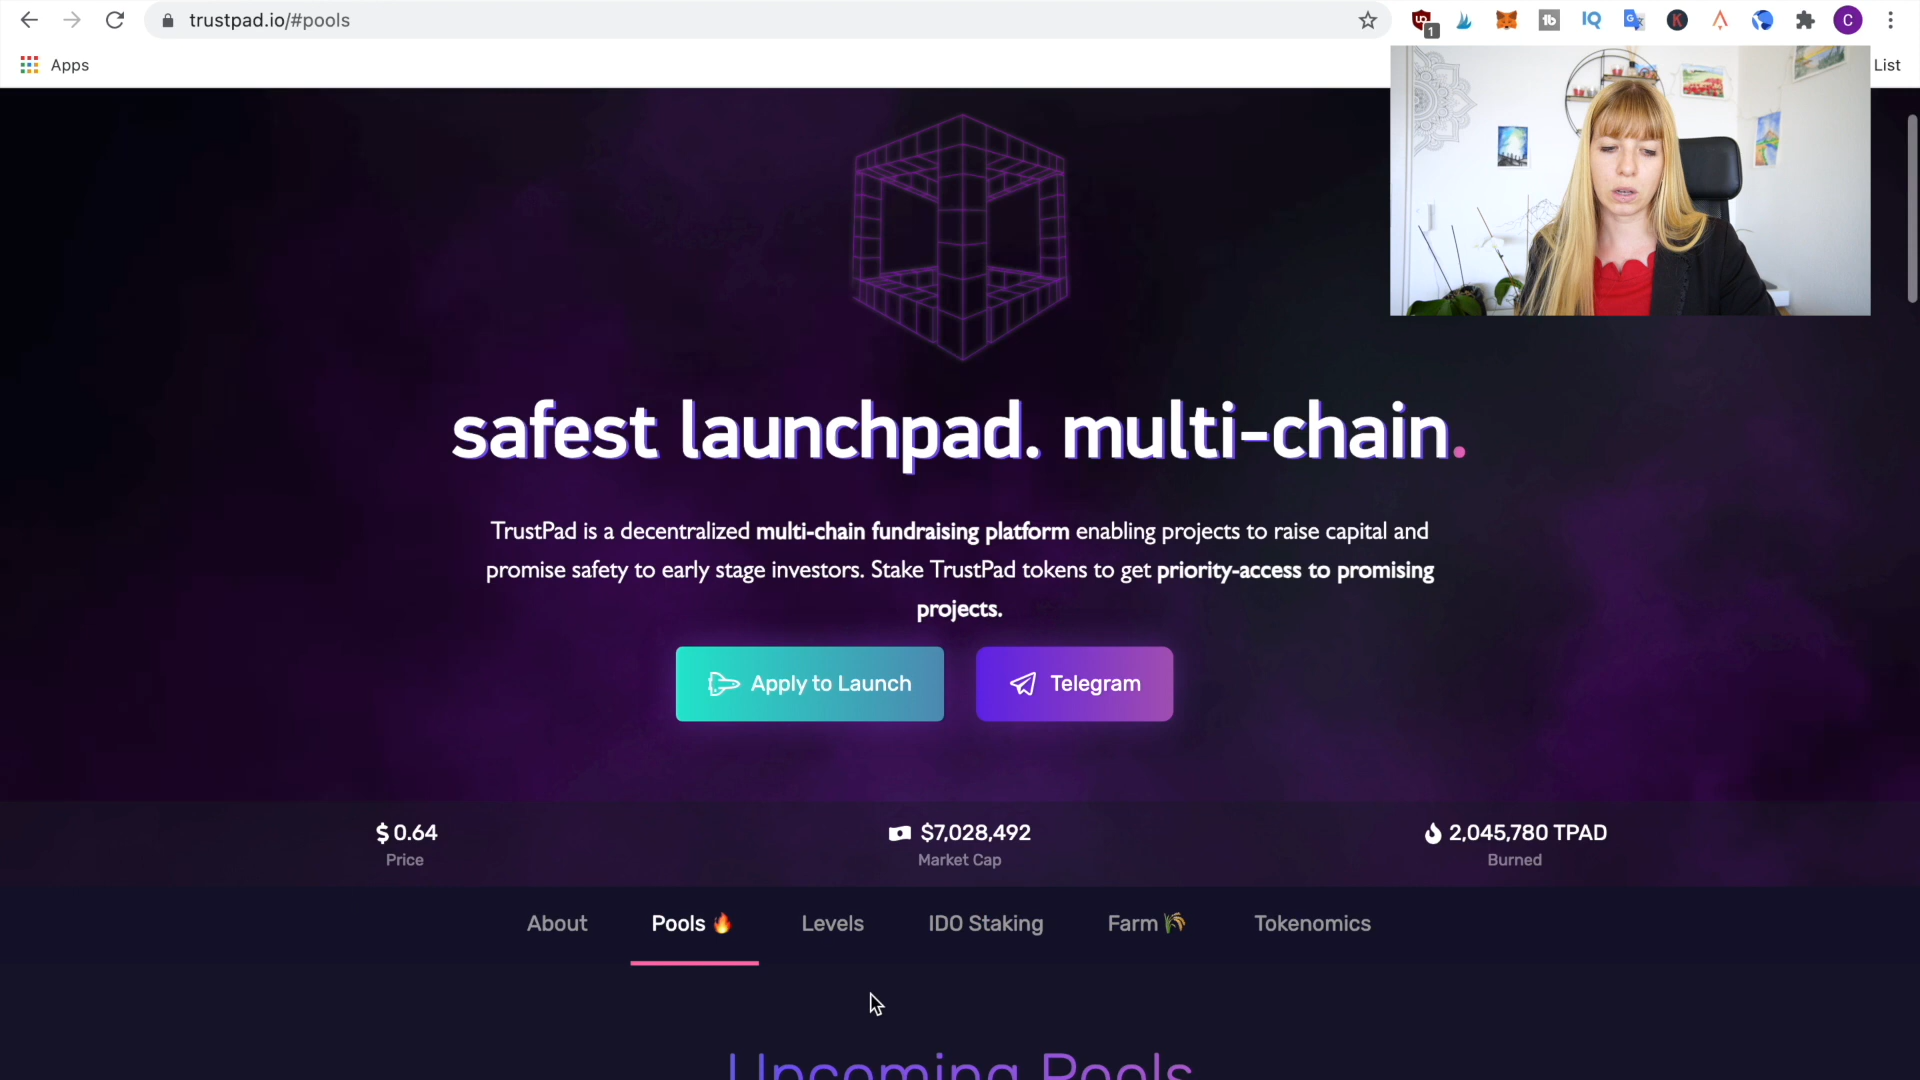 trustpad.io/#pools
1
tb
IQ
K
C
Apps
List
safest launchpad. multi-chain.
TrustPad is a decentralized multi-chain fundraising platform enabling projects to raise capital and
promise safety to early stage investors. Stake TrustPad tokens to get priority-access to promising
projects.
Apply to Launch
Telegram
$ 0.64
$7,028,492
2,045,780 TPAD
Price
Market Cap
Burned
About
Pools
Levels
IDO Staking
Farm
Tokenomics
Upcoming Pools